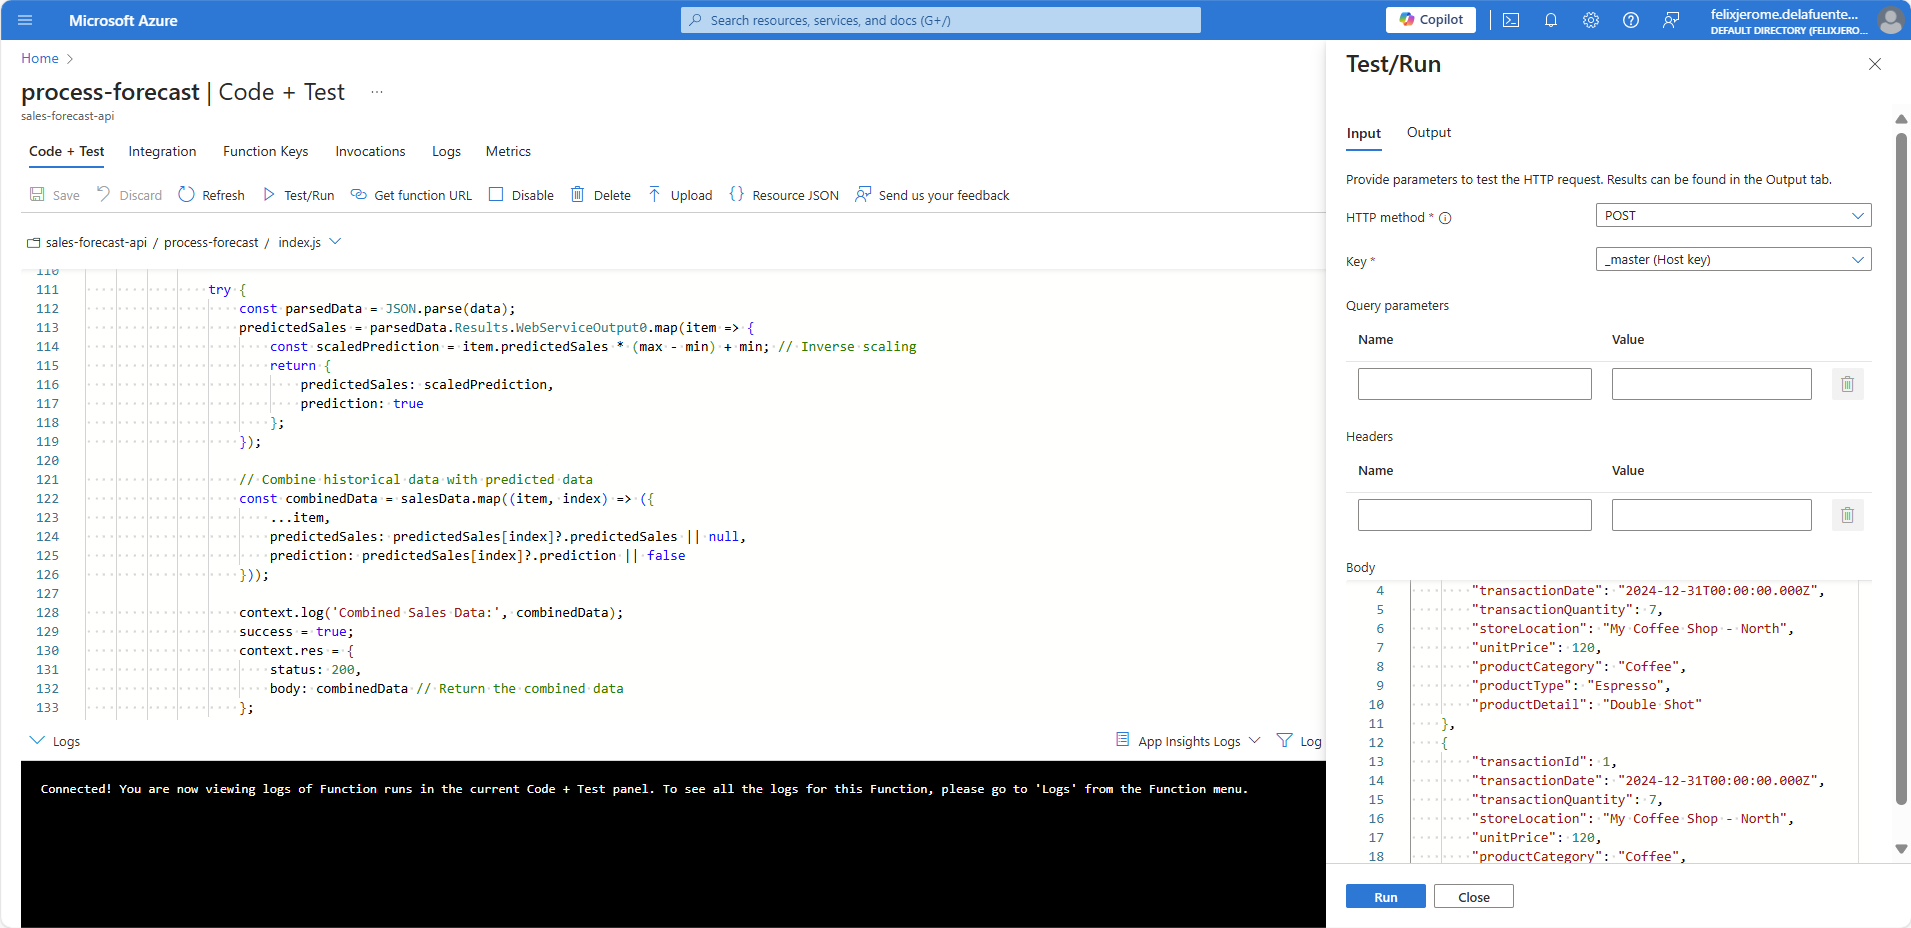 Microsoft Azure
Search resources, services, and docs (G+/)
Copilot
felixjerome.delafuente...
DEFAULT DIRECTORY (FELIXJERO...
Home
process-forecast | Code + Test ...
sales-forecast-api
Code + Test Integration Function Keys Invocations Logs Metrics
Save Discard Refresh Test/Run Get function URL Disable Delete Upload Resource JSON Send us your feedback
sales-forecast-api / process-forecast / index.js
110
111 try {
112 const parsedData = JSON.parse(data);
113 predictedSales = parsedData.Results.WebServiceOutput0.map(item => {
114 const scaledPrediction = item.predictedSales * (max - min) + min; // Inverse scaling
115 return {
116 predictedSales: scaledPrediction,
117 prediction: true
118 };
119 });
120
121 // Combine historical data with predicted data
122 const combinedData = salesData.map((item, index) => ({
123 ...item,
124 predictedSales: predictedSales[index]?.predictedSales || null,
125 prediction: predictedSales[index]?.prediction || false
126 }));
127
128 context.log('Combined Sales Data:', combinedData);
129 success = true;
130 context.res = {
131 status: 200,
132 body: combinedData // Return the combined data
133 };
Logs
App Insights Logs
Log
Connected! You are now viewing logs of Function runs in the current Code + Test panel. To see all the logs for this Function, please go to 'Logs' from the Function menu.
Test/Run
Input Output
Provide parameters to test the HTTP request. Results can be found in the Output tab.
HTTP method * POST
Key * _master (Host key)
Query parameters
Name Value
Headers
Name Value
Body
4 "transactionDate": "2024-12-31T00:00:00.000Z",
5 "transactionQuantity": 7,
6 "storeLocation": "My Coffee Shop - North",
7 "unitPrice": 120,
8 "productCategory": "Coffee",
9 "productType": "Espresso",
10 "productDetail": "Double Shot"
11 },
12 {
13 "transactionId": 1,
14 "transactionDate": "2024-12-31T00:00:00.000Z",
15 "transactionQuantity": 7,
16 "storeLocation": "My Coffee Shop - North",
17 "unitPrice": 120,
18 "productCategory": "Coffee",
Run Close